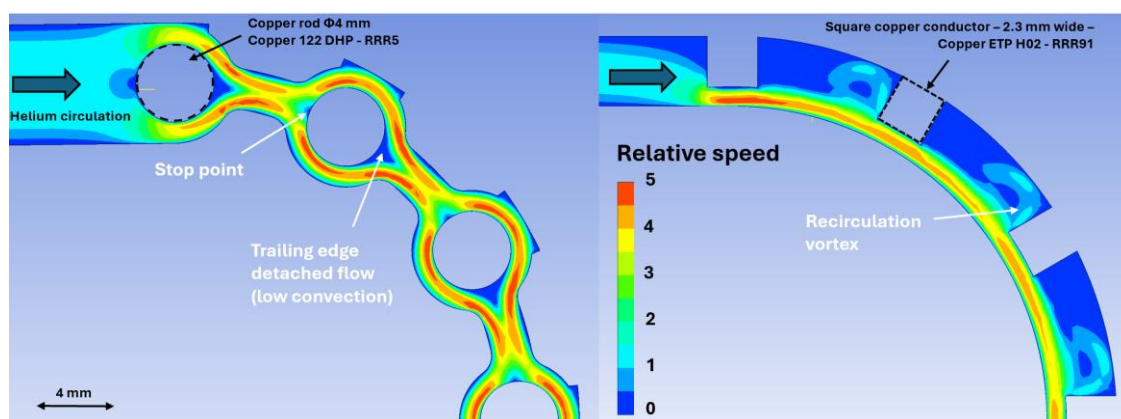 Copper rod Φ4 mm
Copper 122 DHP - RRR5
Helium circulation
Stop point
Trailing edge
detached flow
(low convection)
4 mm
Square copper conductor – 2.3 mm wide –
Copper ETP H02 - RRR91
Relative speed
5
4
3
2
1
0
Recirculation
vortex